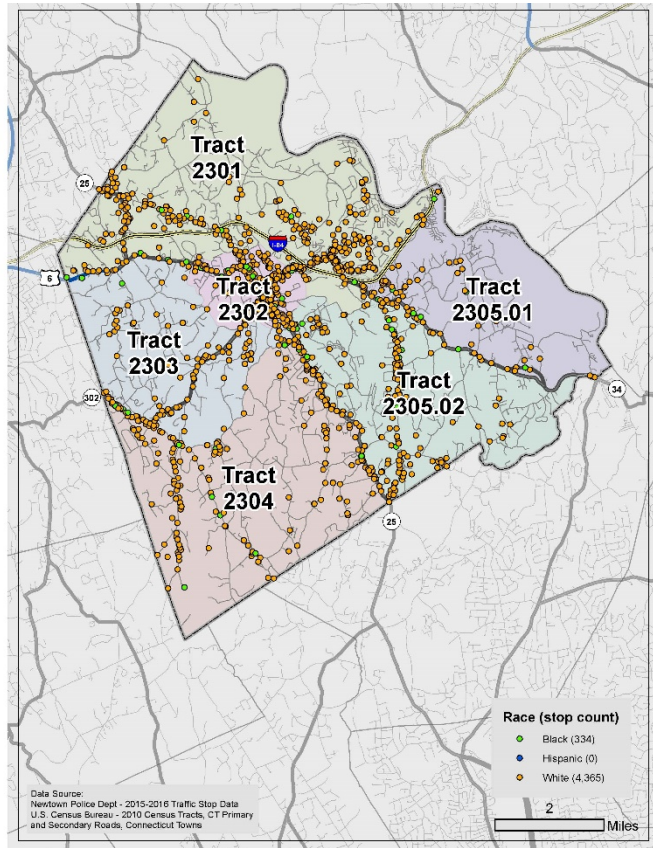 Tract
2301
25
I-84
6
Tract
2302
Tract
2305.01
Tract
2303
Tract
2305.02
302
34
Tract
2304
25
Race (stop count)
Black (334)
Hispanic (0)
White (4,365)
2
Miles
Data Source:
Newtown Police Dept - 2015-2016 Traffic Stop Data
U.S. Census Bureau - 2010 Census Tracts, CT Primary
and Secondary Roads, Connecticut Towns